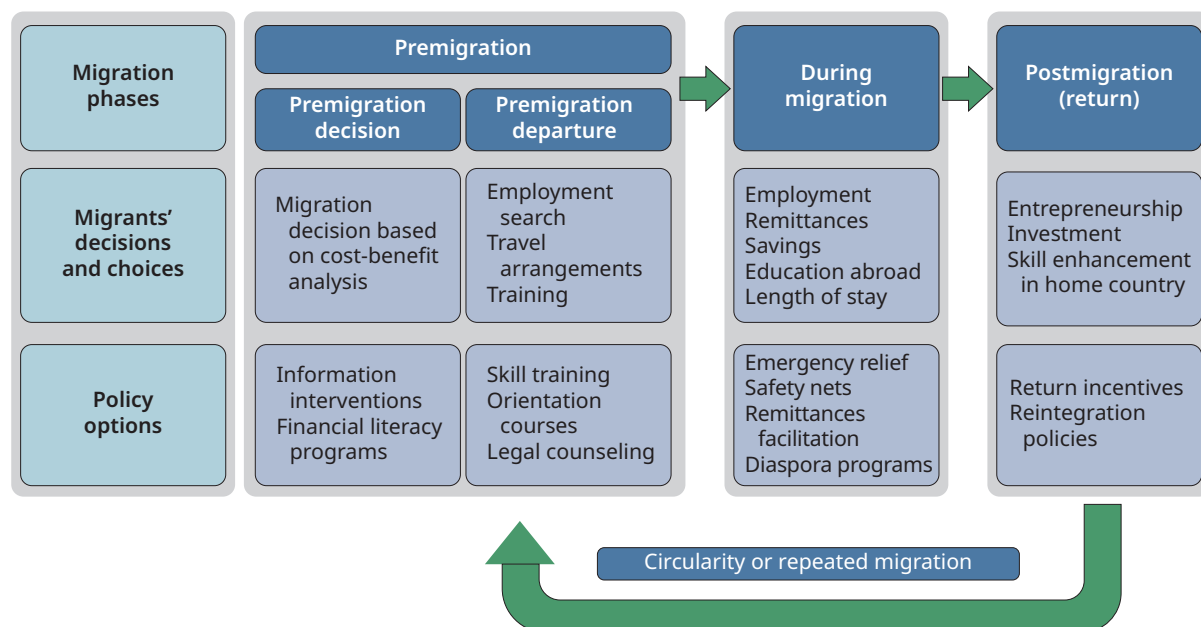 Migration
phases
Premigration
Premigration
decision
Premigration
departure
During
migration
Postmigration
(return)
Migrants’
decisions
and choices
Migration
decision based
on cost-benefit
analysis
Employment
search
Travel
arrangements
Training
Employment
Remittances
Savings
Education abroad
Length of stay
Entrepreneurship
Investment
Skill enhancement
in home country
Policy
options
Information
interventions
Financial literacy
programs
Skill training
Orientation
courses
Legal counseling
Emergency relief
Safety nets
Remittances
facilitation
Diaspora programs
Return incentives
Reintegration
policies
Circularity or repeated migration